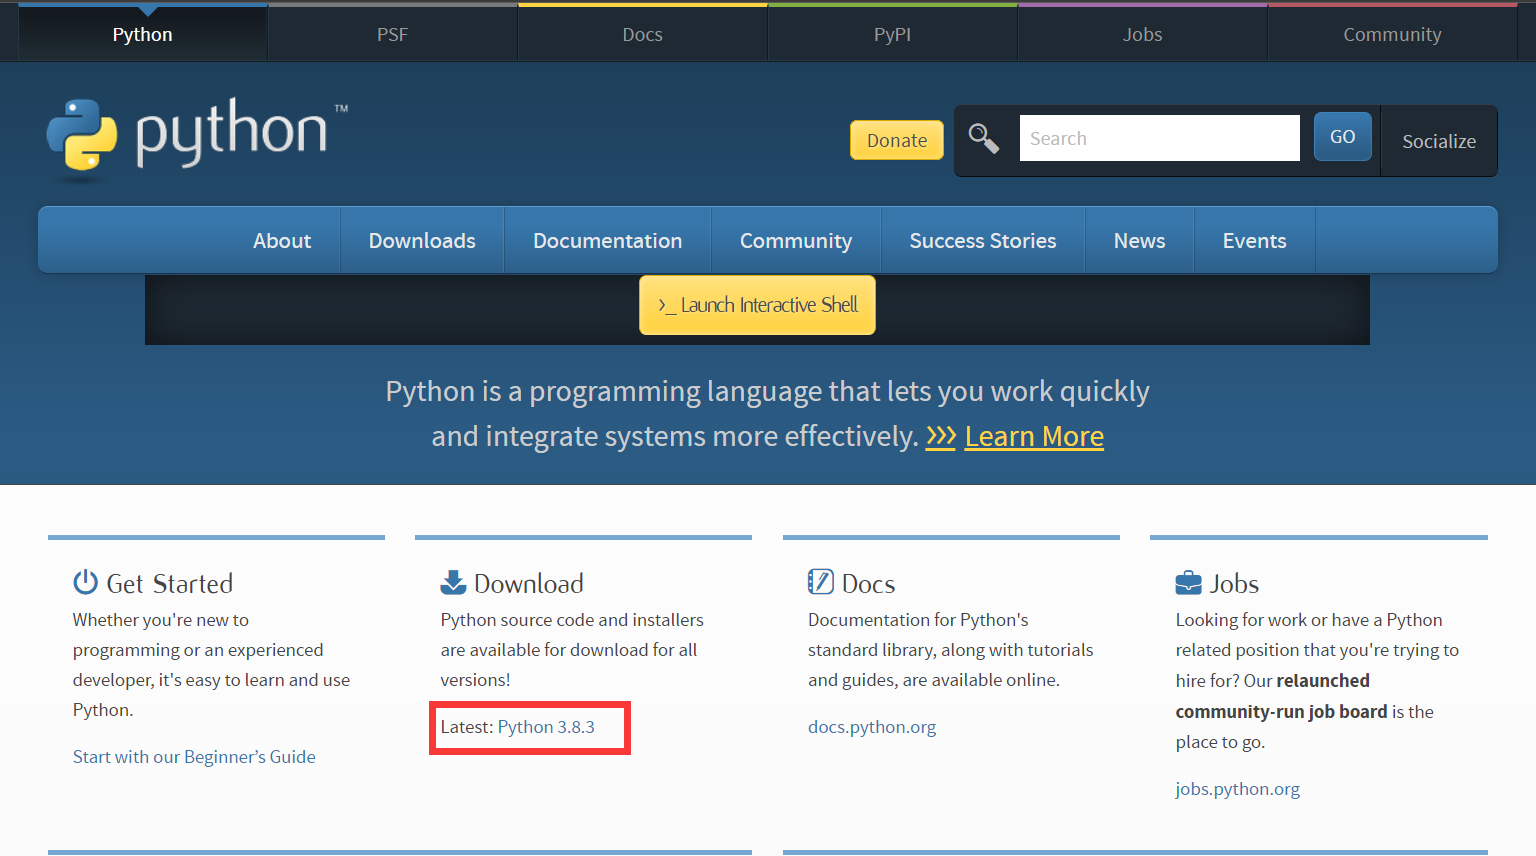 Python
PSF
Docs
PyPI
Jobs
Community
python™
Donate
Search
GO
Socialize
About
Downloads
Documentation
Community
Success Stories
News
Events
>_ Launch Interactive Shell
Python is a programming language that lets you work quickly
and integrate systems more effectively. >>> Learn More
Get Started
Whether you're new to
programming or an experienced
developer, it's easy to learn and use
Python.
Start with our Beginner’s Guide
Download
Python source code and installers
are available for download for all
versions!
Latest: Python 3.8.3
Docs
Documentation for Python's
standard library, along with tutorials
and guides, are available online.
docs.python.org
Jobs
Looking for work or have a Python
related position that you're trying to
hire for? Our relaunched
community-run job board is the
place to go.
jobs.python.org